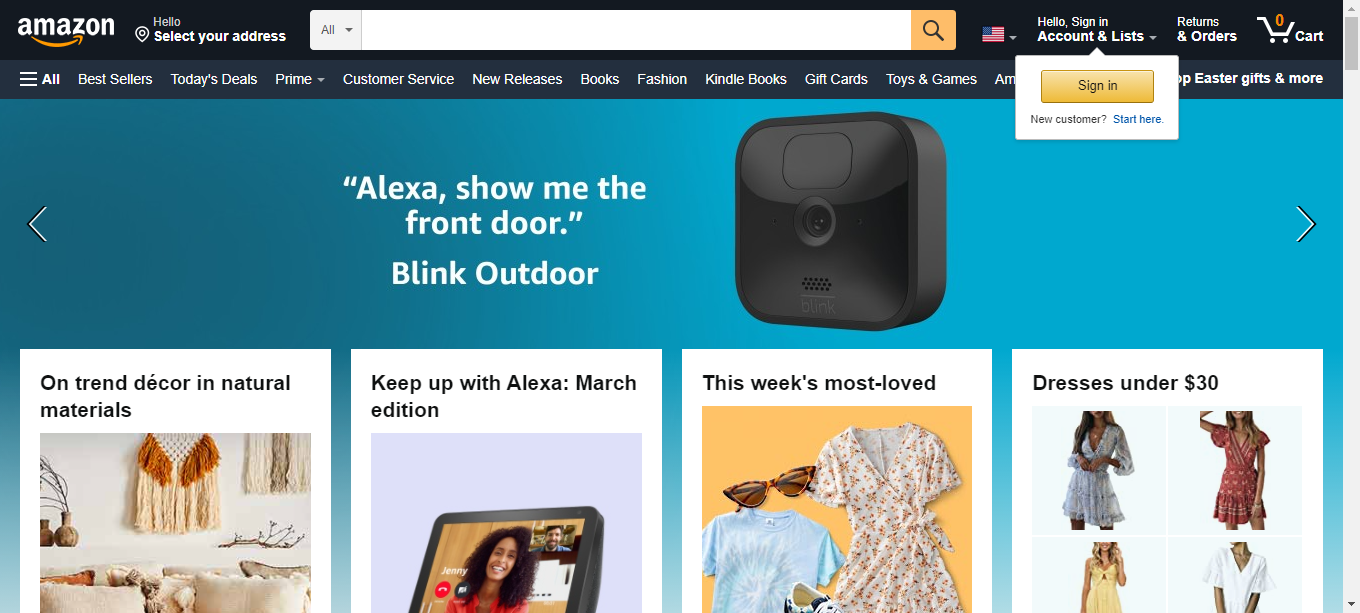 amazon
Hello
Select your address
All
Hello, Sign in
Account & Lists
Returns
& Orders
0
Cart
All
Best Sellers
Today's Deals
Prime
Customer Service
New Releases
Books
Fashion
Kindle Books
Gift Cards
Toys & Games
Am
op Easter gifts & more
Sign in
New customer? Start here.
“Alexa, show me the
front door.”
Blink Outdoor
blink
On trend décor in natural
materials
Keep up with Alexa: March
edition
This week's most-loved
Dresses under $30
Jenny